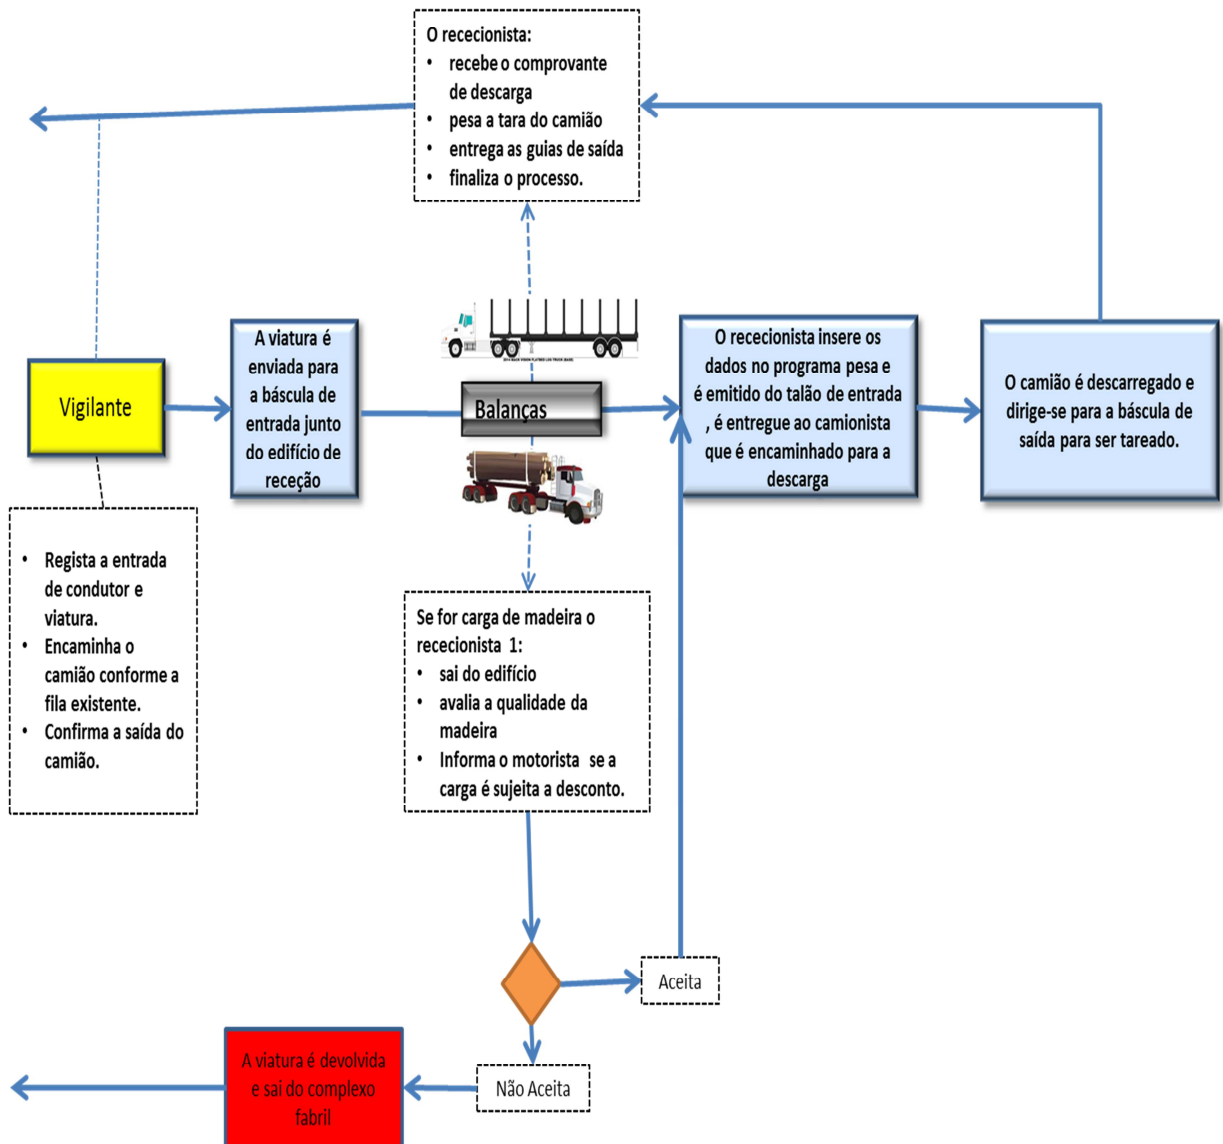 O rececionista:
• recebe o comprovante
de descarga
• pesa a tara do camião
• entrega as guias de saída
• finaliza o processo.
Vigilante
A viatura é
enviada para
a báscula de
entrada junto
do edifício de
receção
Balanças
O rececionista insere os
dados no programa pesa e
é emitido do talão de entrada
, é entregue ao camionista
que é encaminhado para a
descarga
O camião é descarregado e
dirige-se para a báscula de
saída para ser tareado.
• Regista a entrada
de condutor e
viatura.
• Encaminha o
camião conforme a
fila existente.
• Confirma a saída do
camião.
Se for carga de madeira o
rececionista 1:
• sai do edifício
• avalia a qualidade da
madeira
• Informa o motorista se a
carga é sujeita a desconto.
Aceita
Não Aceita
A viatura é devolvida
e sai do complexo
fabril